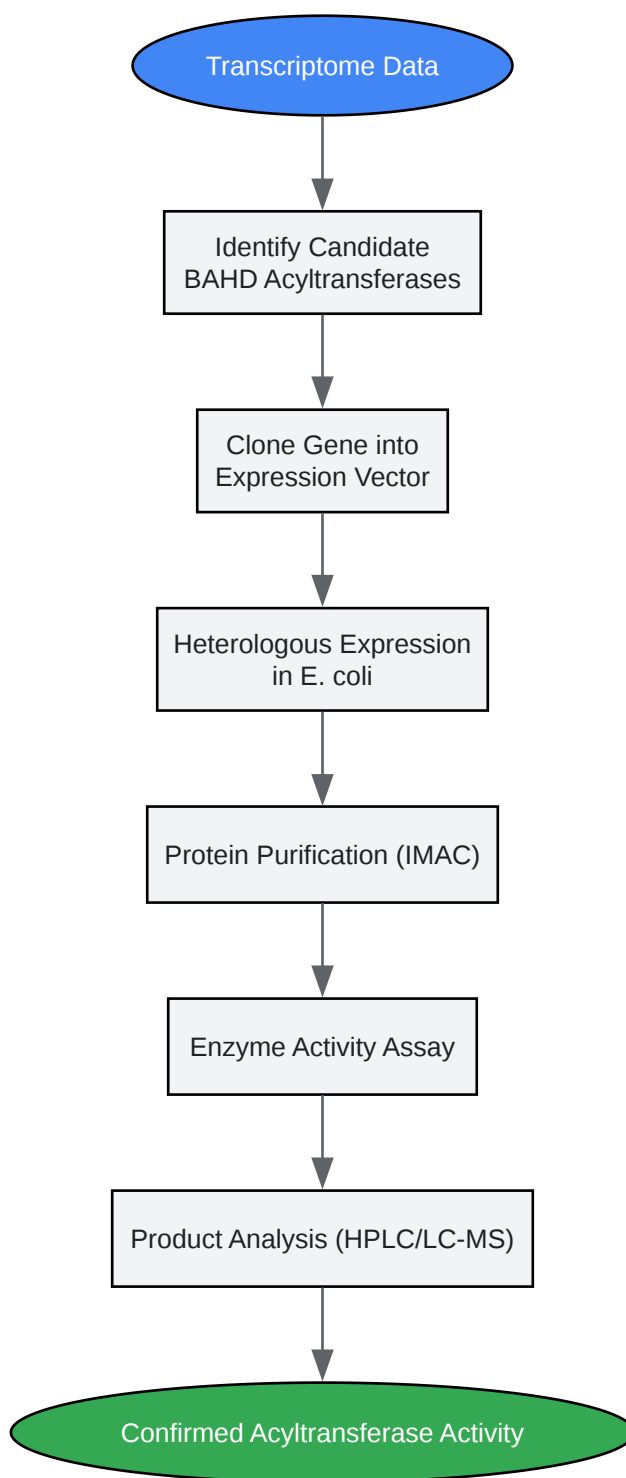 Transcriptome Data
Identify Candidate
BAHD Acyltransferases
Clone Gene into
Expression Vector
Heterologous Expression
in E. coli
Protein Purification (IMAC)
Enzyme Activity Assay
Product Analysis (HPLC/LC-MS)
Confirmed Acyltransferase Activity